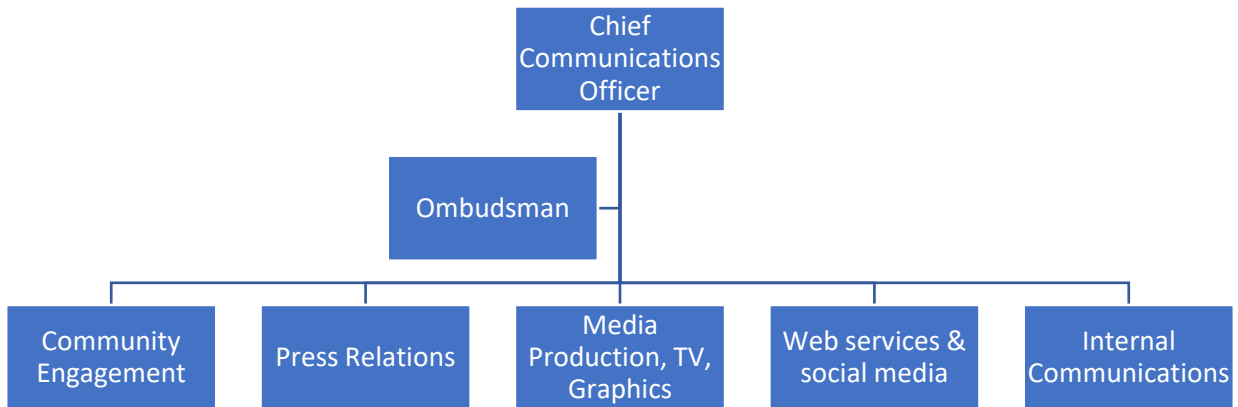 Chief
Communications
Officer
Ombudsman
Community
Engagement
Press Relations
Media
Production, TV,
Graphics
Web services &
social media
Internal
Communications